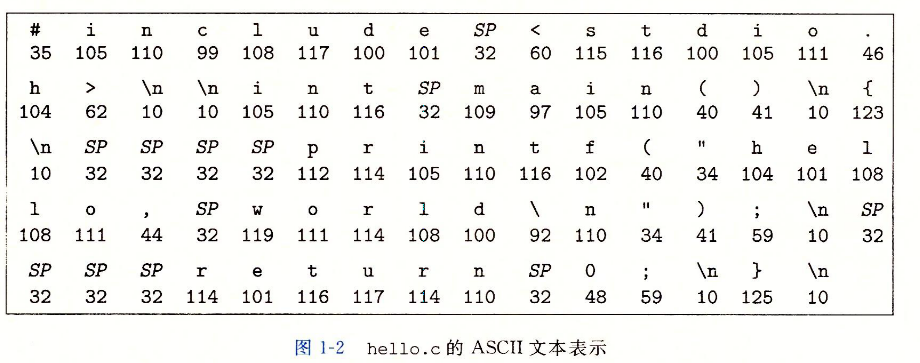 # i n c l u d e SP < s t d i o .
35 105 110 99 108 117 100 101 32 60 115 116 100 105 111 46
h > \n \n i n t SP m a i n ( ) \n {
104 62 10 10 105 110 116 32 109 97 105 110 40 41 10 123
\n SP SP SP SP p r i n t f ( " h e l
10 32 32 32 32 112 114 105 110 116 102 40 34 104 101 108
l o , SP w o r l d \ n " ) ; \n SP
108 111 44 32 119 111 114 108 100 92 110 34 41 59 10 32
SP SP SP r e t u r n SP 0 ; \n } \n
32 32 32 114 101 116 117 114 110 32 48 59 10 125 10
图 1-2 hello.c 的 ASCII 文本表示